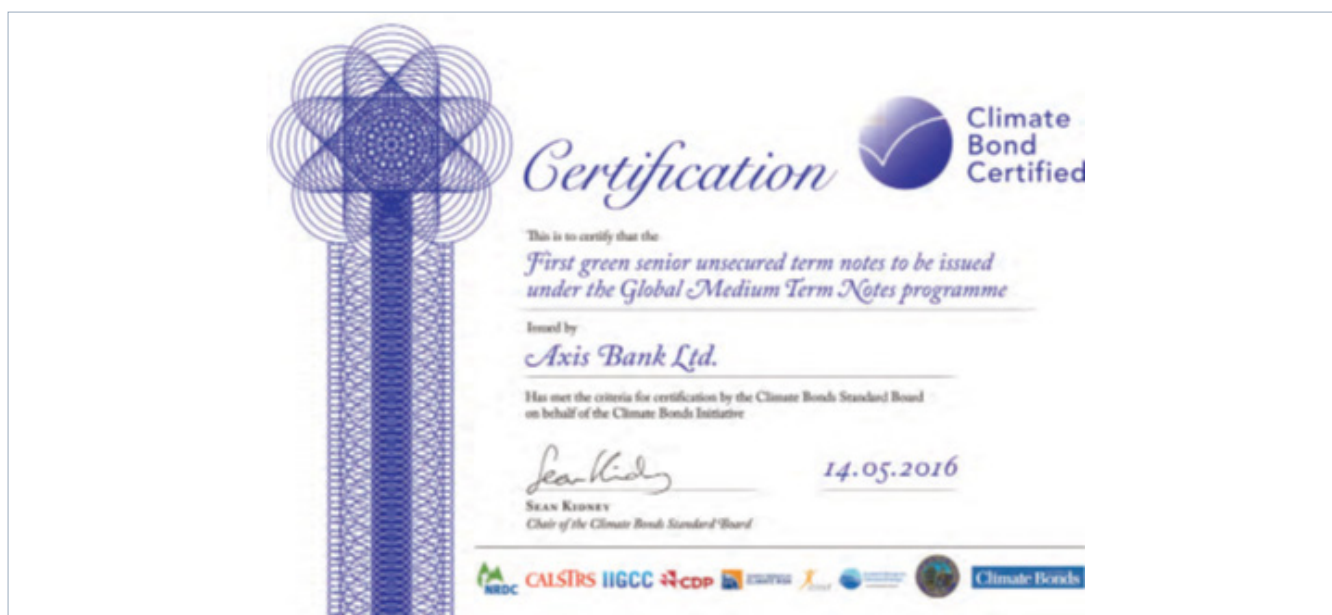 Certification
Climate
Bond
Certified
This is to certify that the
First green senior unsecured term notes to be issued
under the Global Medium Term Notes programme
Issued by
Axis Bank Ltd.
Has met the criteria for certification by the Climate Bonds Standard Board
on behalf of the Climate Bonds Initiative
14.05.2016
SEAN KIDNEY
Chair of the Climate Bonds Standard Board
NRDC CALSTRS IIGCC CDP Climate Bonds